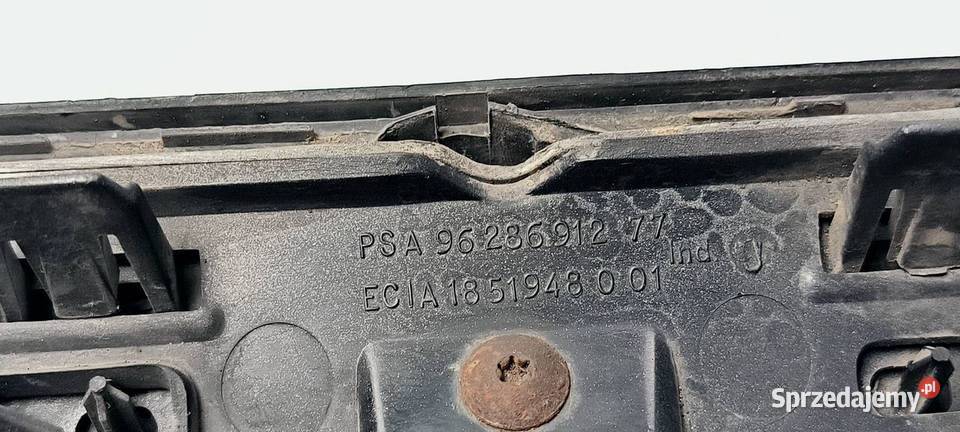 PSA 96 286 912 77
Ind.
ECIA 18 51948 0 01
Sprzedajemy.pl